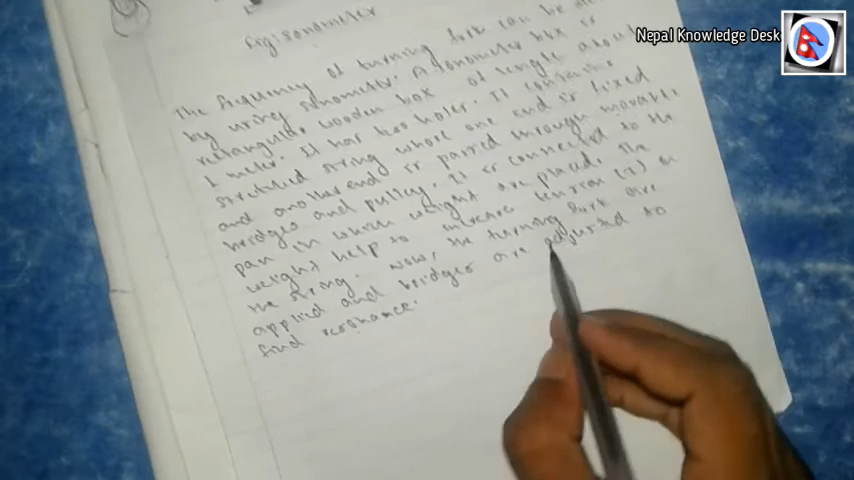 Nepal Knowledge Desk
fig: sonometer
The frequency of turning fork can be
by using sonometer. A sonometer box is
rectangular wooden box of length about
1 meter. It has two holes. It contains
stretched string whose one end is fixed
and another end is passed through movable
bridges and pulley. It is connected to the
pan in which weight are placed. The
weight help to increase tension (T) in
the string. Now, the turning fork are
applied and bridges are adjusted to
find resonance.